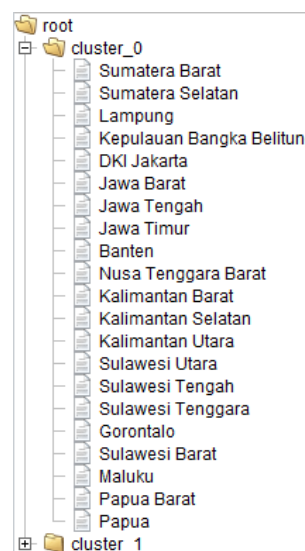 root
cluster_0
Sumatera Barat
Sumatera Selatan
Lampung
Kepulauan Bangka Belitun
DKI Jakarta
Jawa Barat
Jawa Tengah
Jawa Timur
Banten
Nusa Tenggara Barat
Kalimantan Barat
Kalimantan Selatan
Kalimantan Utara
Sulawesi Utara
Sulawesi Tengah
Sulawesi Tenggara
Gorontalo
Sulawesi Barat
Maluku
Papua Barat
Papua
cluster_1